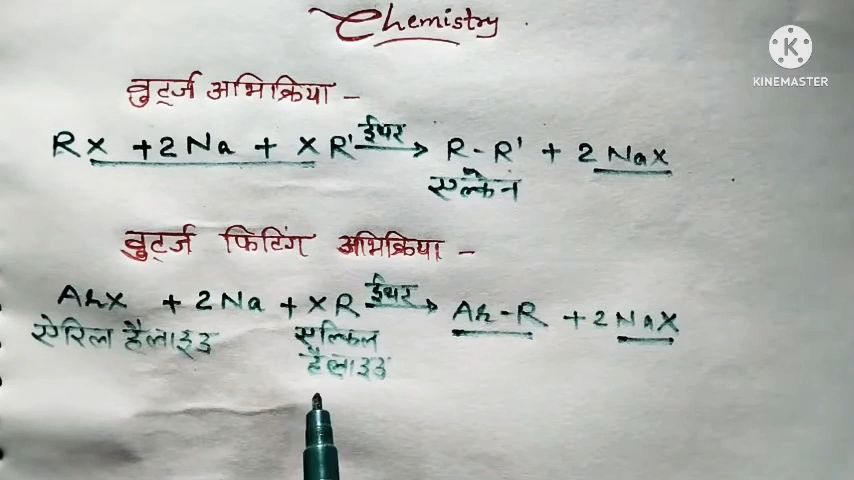 Chemistry
KINEMASTER
वुर्ट्ज अभिक्रिया -
RX + 2Na + XR' ईथर → R-R' + 2NaX
एल्केन
वुर्ट्ज फिटिंग अभिक्रिया -
ArX + 2Na + XR ईथर → Ar-R + 2NaX
ऐरिल हैलाइड एल्किल
हैलाइड